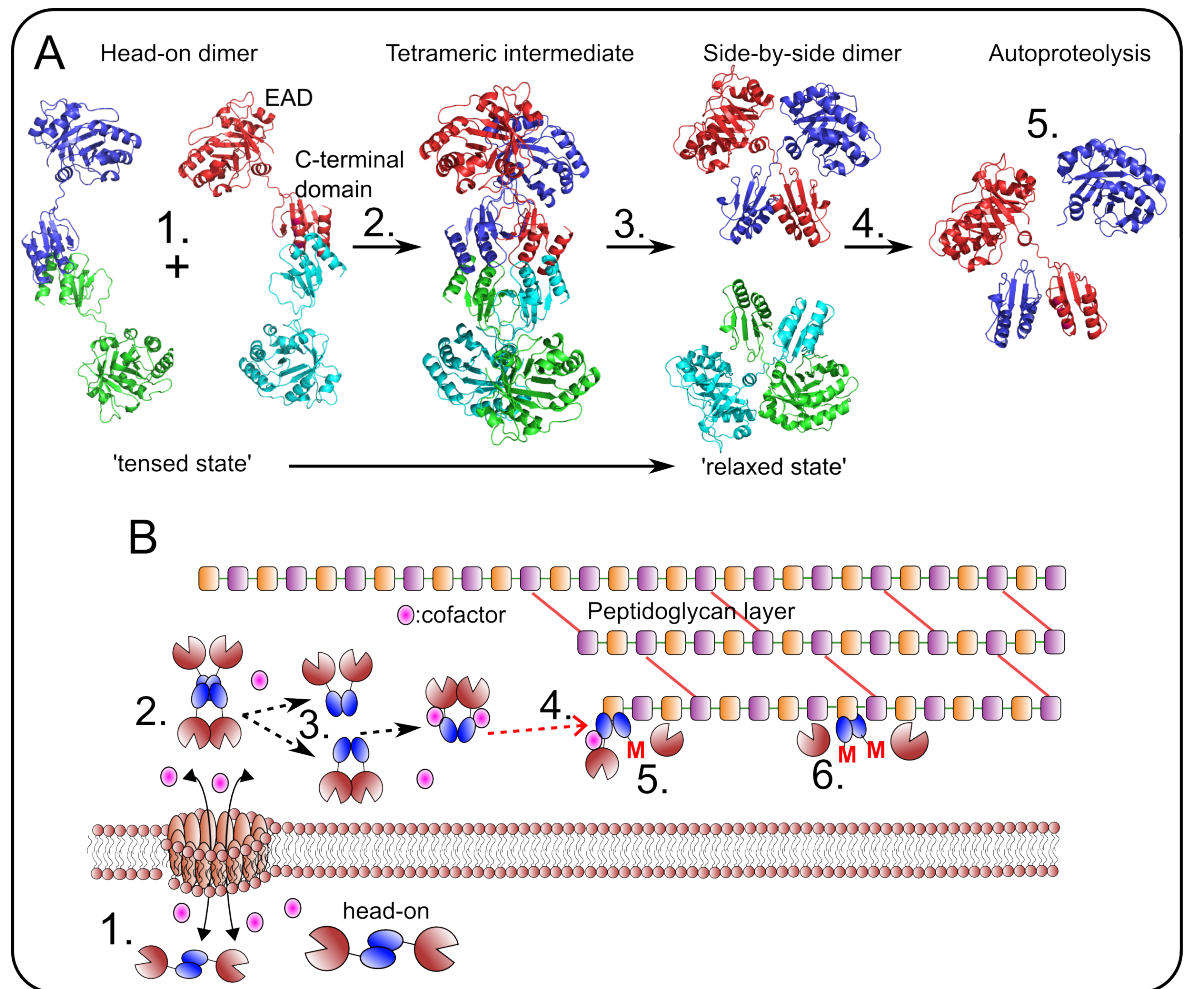 A
Head-on dimer
Tetrameric intermediate
Side-by-side dimer
Autoproteolysis
EAD
C-terminal
domain
1.
+
2.
3.
4.
5.
'tensed state'
'relaxed state'
B
:cofactor
Peptidoglycan layer
2.
3.
4.
M
5.
M
M
6.
1.
head-on